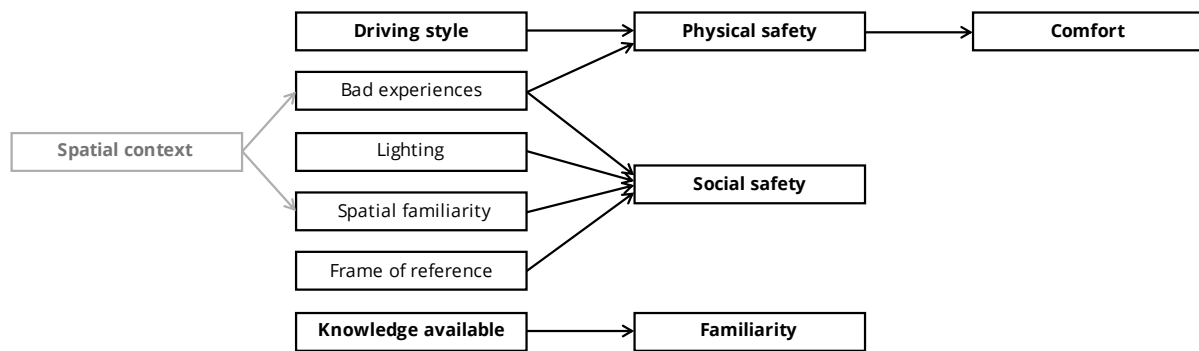 Driving style
Physical safety
Comfort
Bad experiences
Spatial context
Lighting
Social safety
Spatial familiarity
Frame of reference
Knowledge available
Familiarity